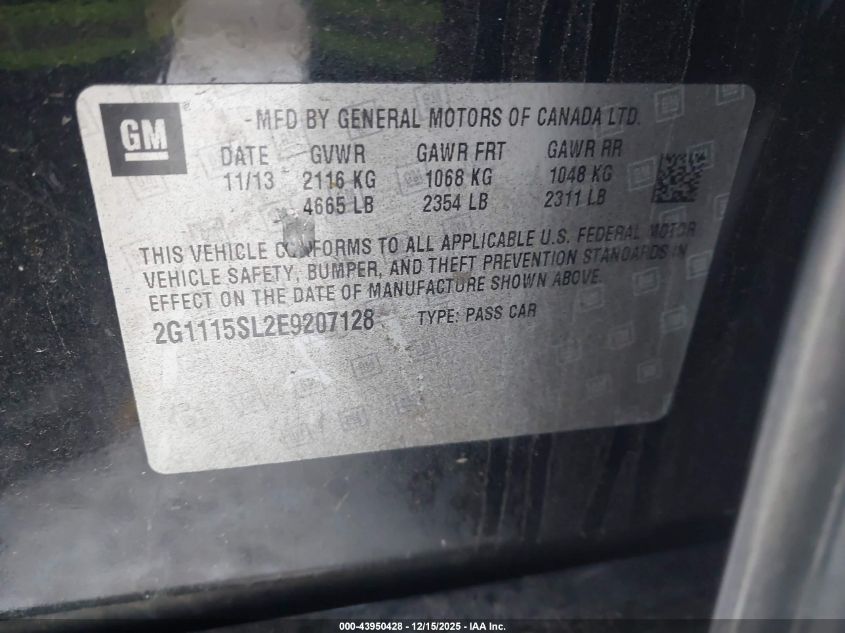 GM
MFD BY GENERAL MOTORS OF CANADA LTD.
DATE GVWR GAWR FRT GAWR RR
11/13 2116 KG 1068 KG 1048 KG
4665 LB 2354 LB 2311 LB
THIS VEHICLE CONFORMS TO ALL APPLICABLE U.S. FEDERAL MOTOR
VEHICLE SAFETY, BUMPER, AND THEFT PREVENTION STANDARDS IN
EFFECT ON THE DATE OF MANUFACTURE SHOWN ABOVE.
2G1115SL2E9207128 TYPE: PASS CAR
000-43950428 - 12/15/2025 - IAA Inc.